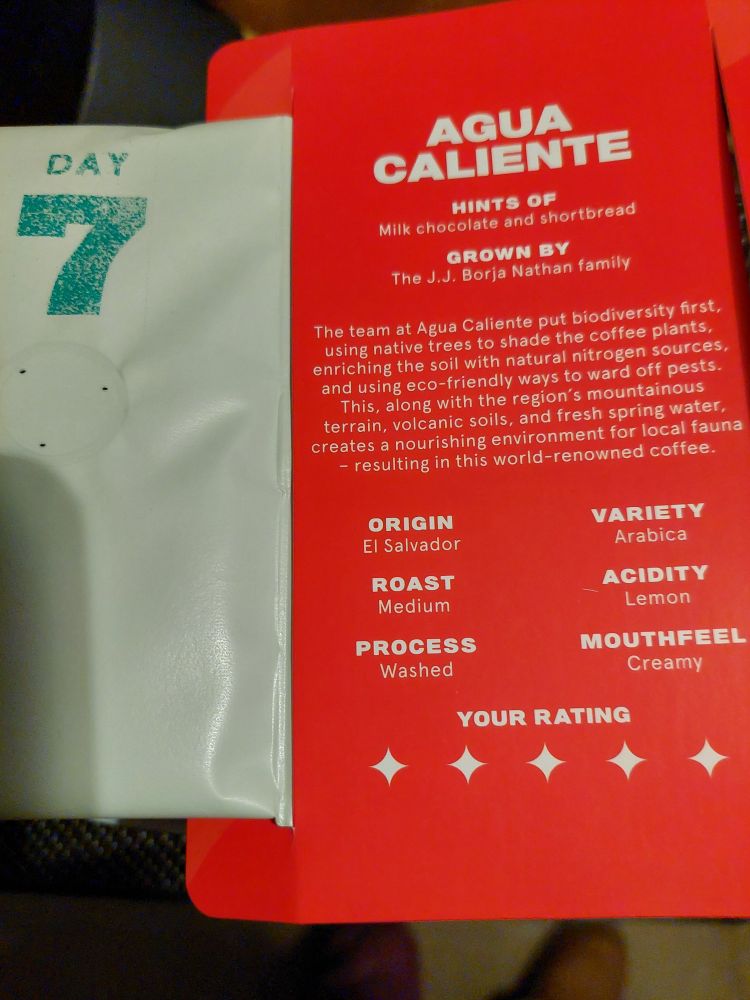 DAY
7
AGUA
CALIENTE
HINTS OF
Milk chocolate and shortbread
GROWN BY
The J.J. Borja Nathan family
The team at Agua Caliente put biodiversity first,
using native trees to shade the coffee plants,
enriching the soil with natural nitrogen sources,
and using eco-friendly ways to ward off pests.
This, along with the region's mountainous
terrain, volcanic soils, and fresh spring water,
creates a nourishing environment for local fauna
– resulting in this world-renowned coffee.
ORIGIN
El Salvador
VARIETY
Arabica
ROAST
Medium
ACIDITY
Lemon
PROCESS
Washed
MOUTHFEEL
Creamy
YOUR RATING